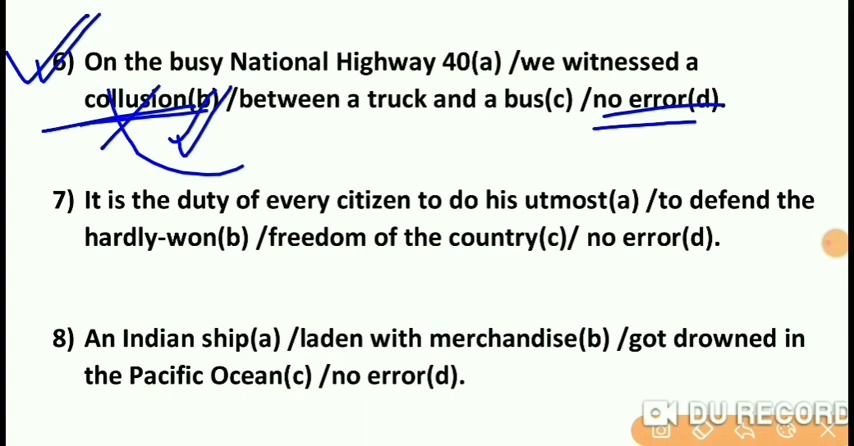 6) On the busy National Highway 40(a) /we witnessed a
collusion(b) /between a truck and a bus(c) /no error(d).
7) It is the duty of every citizen to do his utmost(a) /to defend the
hardly-won(b) /freedom of the country(c)/ no error(d).
8) An Indian ship(a) /laden with merchandise(b) /got drowned in
the Pacific Ocean(c) /no error(d).
DU RECORD